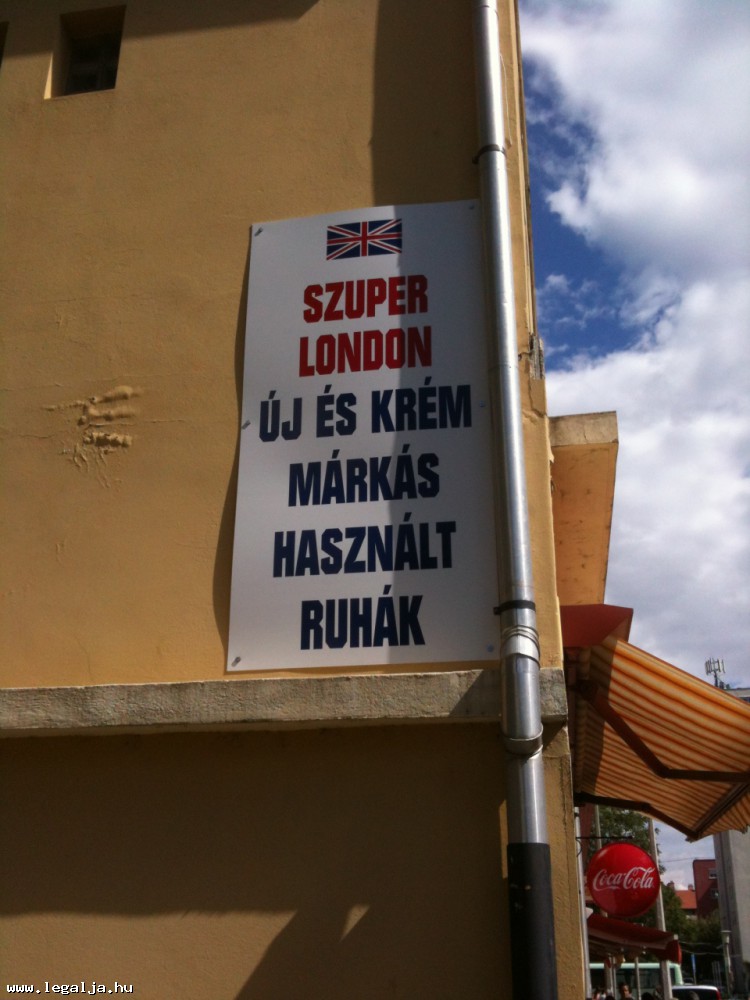 SZUPER
LONDON
ÚJ ÉS KRÉM
MÁRKÁS
HASZNÁLT
RUHÁK
Coca-Cola
www.legalja.hu